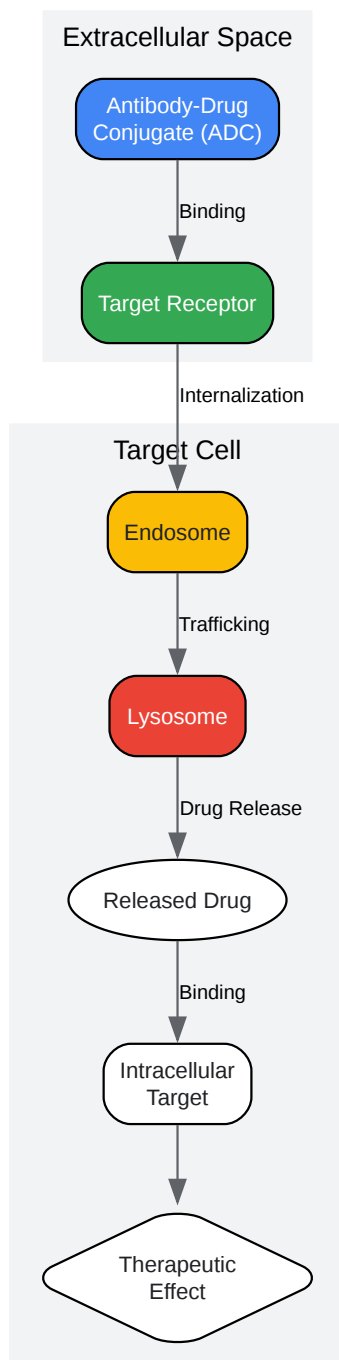 Extracellular Space
Antibody-Drug
Conjugate (ADC)
Binding
Target Receptor
Internalization
Target Cell
Endosome
Trafficking
Lysosome
Drug Release
Released Drug
Binding
Intracellular
Target
Therapeutic
Effect